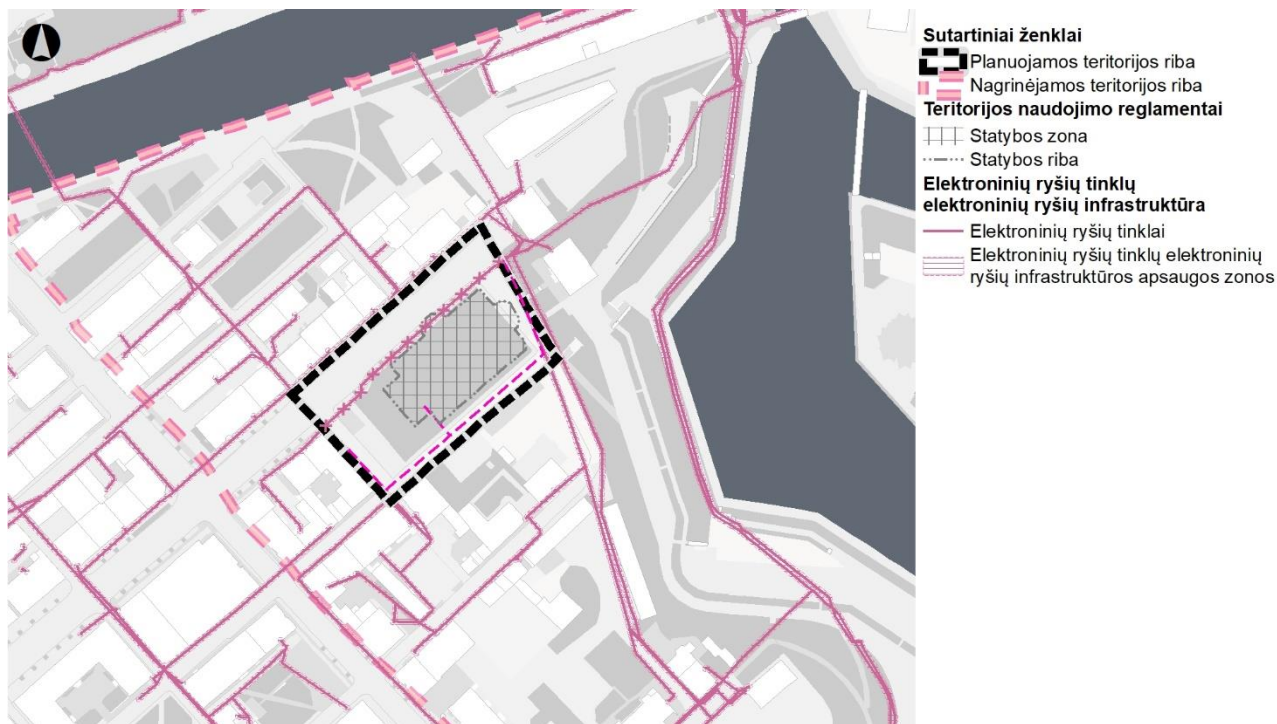 Sutartiniai ženklai
Planuojamos teritorijos riba
Nagrinėjamos teritorijos riba
Teritorijos naudojimo reglamentai
Statybos zona
Statybos riba
Elektroninių ryšių tinklų
elektroninių ryšių infrastruktūra
Elektroninių ryšių tinklai
Elektroninių ryšių tinklų elektroninių
ryšių infrastruktūros apsaugos zonos